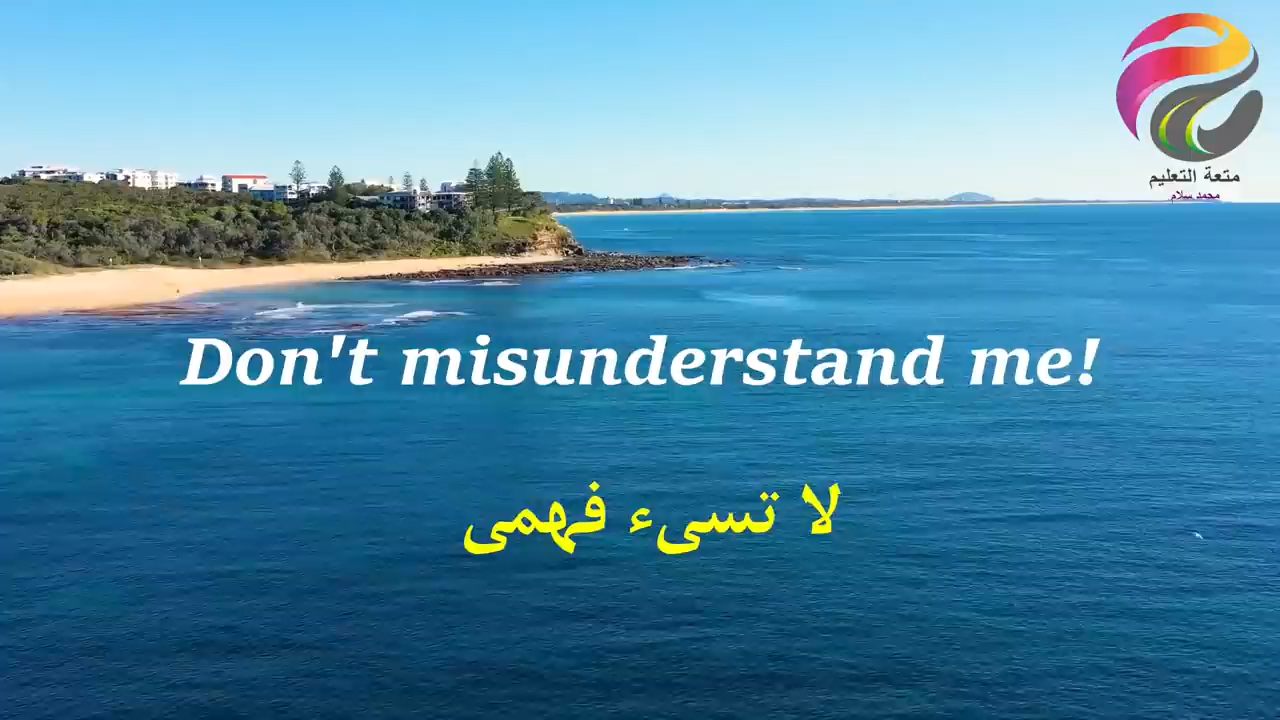 متعة التعليم
محمد سلام
Don't misunderstand me!
لا تسىء فهمى